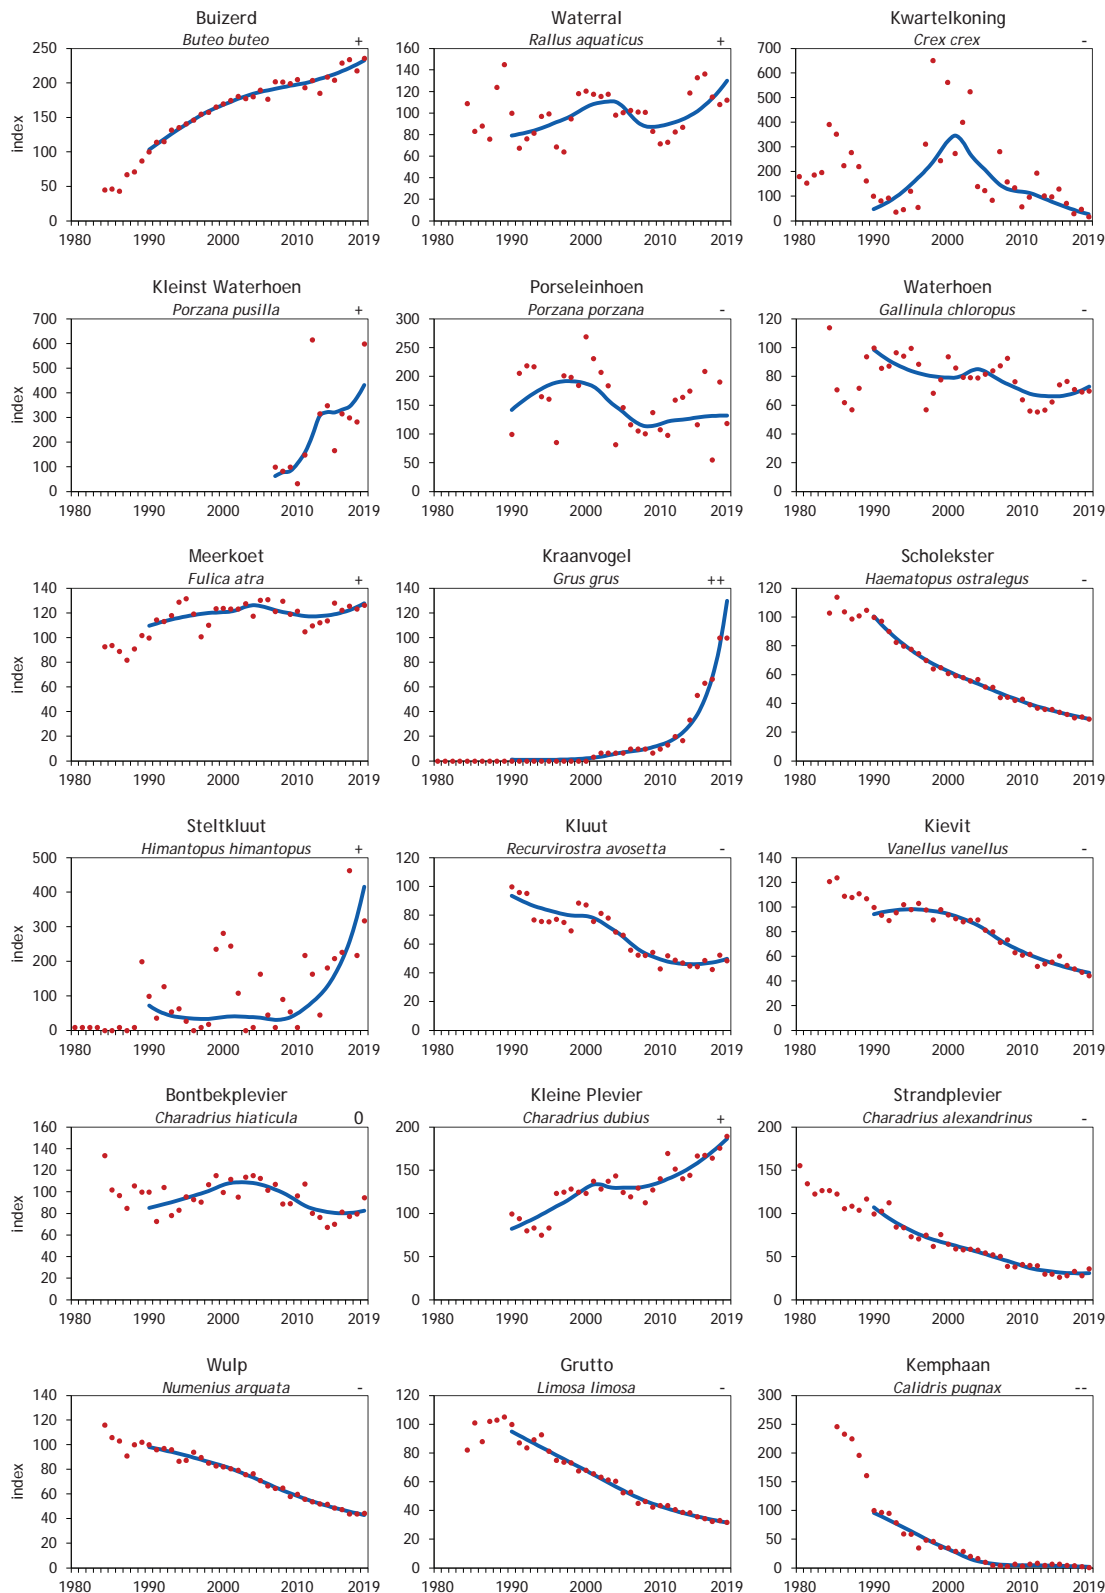 Buizerd
Buteo buteo +
250
200
150
100
50
0
index
1980 1990 2000 2010 2019
Waterral
Rallus aquaticus +
160
140
120
100
80
60
40
20
0
1980 1990 2000 2010 2019
Kwartelkoning
Crex crex -
700
600
500
400
300
200
100
0
1980 1990 2000 2010 2019
Kleinst Waterhoen
Porzana pusilla +
700
600
500
400
300
200
100
0
index
1980 1990 2000 2010 2019
Porseleinhoen
Porzana porzana -
300
250
200
150
100
50
0
1980 1990 2000 2010 2019
Waterhoen
Gallinula chloropus -
120
100
80
60
40
20
0
1980 1990 2000 2010 2019
Meerkoet
Fulica atra +
140
120
100
80
60
40
20
0
index
1980 1990 2000 2010 2019
Kraanvogel
Grus grus ++
140
120
100
80
60
40
20
0
1980 1990 2000 2010 2019
Scholekster
Haematopus ostralegus -
120
100
80
60
40
20
0
1980 1990 2000 2010 2019
Steltkluut
Himantopus himantopus +
500
400
300
200
100
0
index
1980 1990 2000 2010 2019
Kluut
Recurvirostra avosetta -
120
100
80
60
40
20
0
1980 1990 2000 2010 2019
Kievit
Vanellus vanellus -
140
120
100
80
60
40
20
0
1980 1990 2000 2010 2019
Bontbekplevier
Charadrius hiaticula 0
160
140
120
100
80
60
40
20
0
index
1980 1990 2000 2010 2019
Kleine Plevier
Charadrius dubius +
200
150
100
50
0
1980 1990 2000 2010 2019
Strandplevier
Charadrius alexandrinus -
200
150
100
50
0
1980 1990 2000 2010 2019
Wulp
Numenius arquata -
140
120
100
80
60
40
20
0
index
1980 1990 2000 2010 2019
Grutto
Limosa limosa -
120
100
80
60
40
20
0
1980 1990 2000 2010 2019
Kemphaan
Calidris pugnax --
300
250
200
150
100
50
0
1980 1990 2000 2010 2019